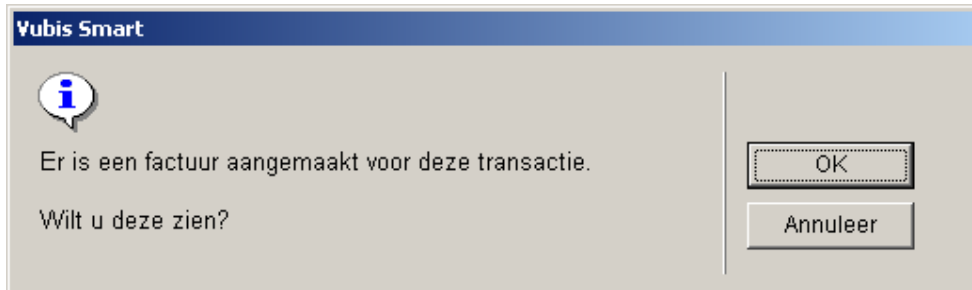 Vubis Smart
Er is een factuur aangemaakt voor deze transactie.
Wilt u deze zien?
OK
Annuleer